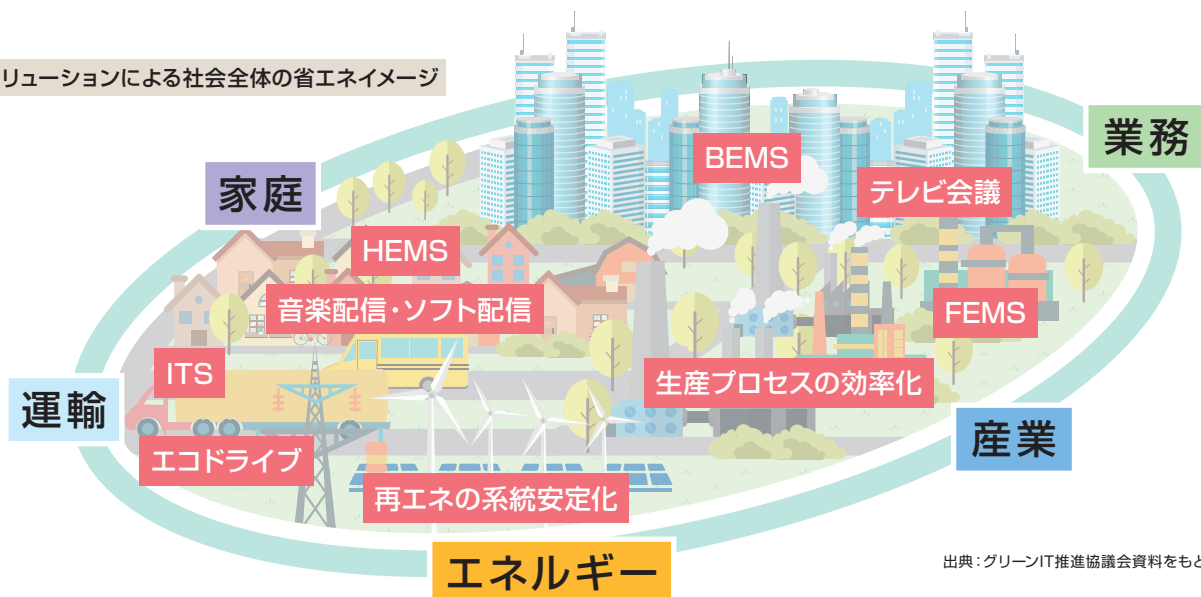 リューションによる社会全体の省エネイメージ
業務
BEMS
テレビ会議
家庭
HEMS
音楽配信・ソフト配信
FEMS
ITS
生産プロセスの効率化
運輸
産業
エコドライブ
再エネの系統安定化
エネルギー
出典：グリーンIT推進協議会資料をもと